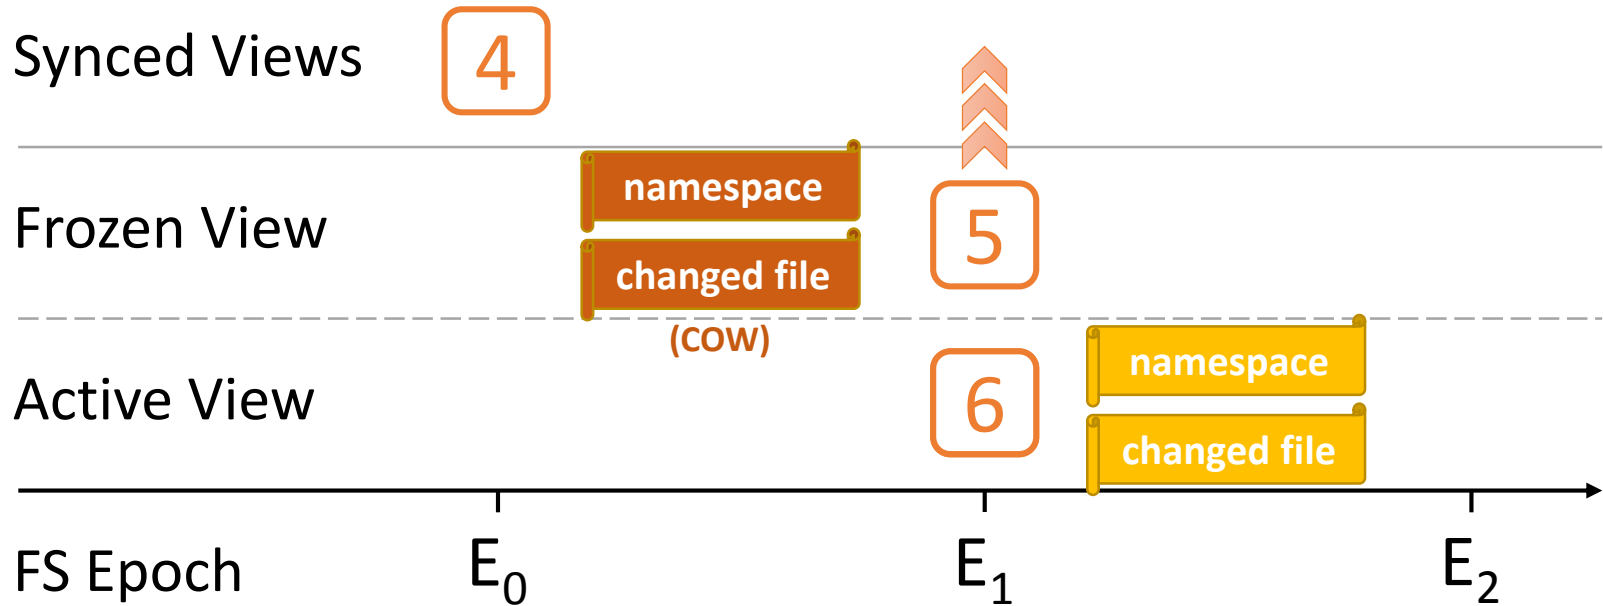 Synced Views
4
namespace
Frozen View
5
changed file
(COW)
namespace
Active View
6
changed file
FS Epoch
E0
E1
E2